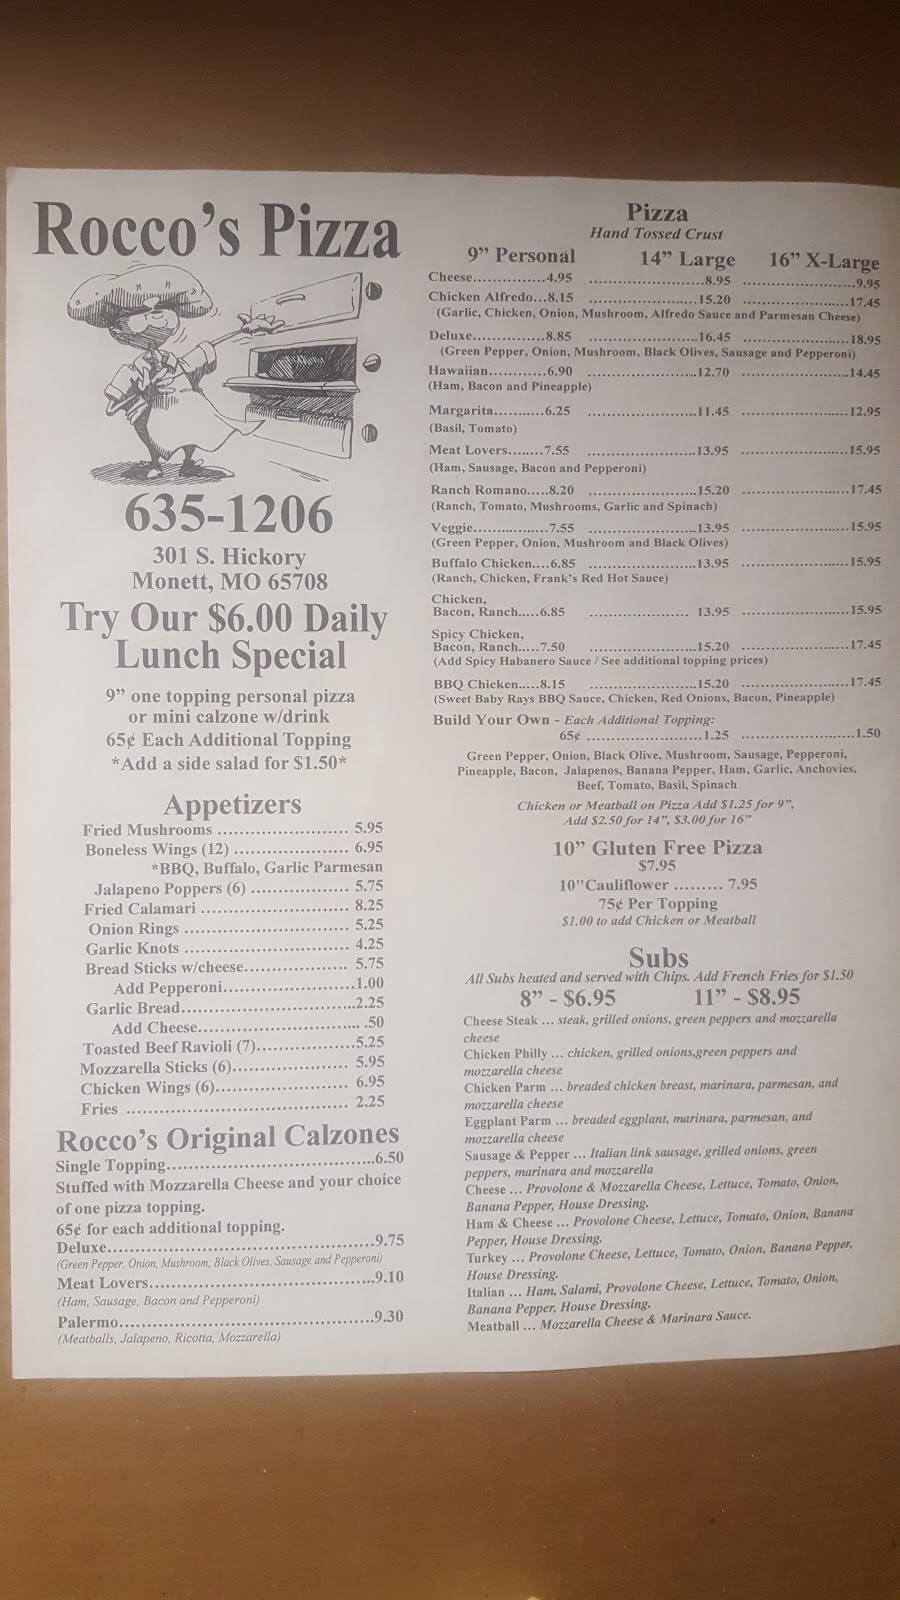 Rocco's Pizza
635-1206
301 S. Hickory
Monett, MO 65708
Try Our $6.00 Daily
Lunch Special
9” one topping personal pizza
or mini calzone w/drink
65¢ Each Additional Topping
*Add a side salad for $1.50*
Appetizers
Fried Mushrooms ........................ 5.95
Boneless Wings (12) ..................... 6.95
*BBQ, Buffalo, Garlic Parmesan
Jalapeno Poppers (6) .................. 5.75
Fried Calamari ........................... 8.25
Onion Rings .............................. 5.25
Garlic Knots .............................. 4.25
Bread Sticks w/cheese................... 5.75
Add Pepperoni........................1.00
Garlic Bread................................2.25
Add Cheese.............................. .50
Toasted Beef Ravioli (7)..................5.25
Mozzarella Sticks (6)..................... 5.95
Chicken Wings (6)........................ 6.95
Fries ........................................ 2.25
Rocco's Original Calzones
Single Topping......................................6.50
Stuffed with Mozzarella Cheese and your choice
of one pizza topping.
65¢ for each additional topping.
Deluxe.................................................9.75
(Green Pepper, Onion, Mushroom, Black Olives, Sausage and Pepperoni)
Meat Lovers.........................................9.10
(Ham, Sausage, Bacon and Pepperoni)
Palermo...............................................9.30
(Meatballs, Jalapeno, Ricotta, Mozzarella)
Pizza
Hand Tossed Crust
9” Personal 14” Large 16” X-Large
Cheese..............4.95 ......................8.95 ......................9.95
Chicken Alfredo...8.15 .....................15.20 ....................17.45
(Garlic, Chicken, Onion, Mushroom, Alfredo Sauce and Parmesan Cheese)
Deluxe..............8.85 .....................16.45 .....................18.95
(Green Pepper, Onion, Mushroom, Black Olives, Sausage and Pepperoni)
Hawaiian...........6.90 .....................12.70 .....................14.45
(Ham, Bacon and Pineapple)
Margarita..........6.25 .....................11.45 .....................12.95
(Basil, Tomato)
Meat Lovers.......7.55 .....................13.95 .....................15.95
(Ham, Sausage, Bacon and Pepperoni)
Ranch Romano.....8.20 .....................15.20 .....................17.45
(Ranch, Tomato, Mushrooms, Garlic and Spinach)
Veggie...............7.55 .....................13.95 .....................15.95
(Green Pepper, Onion, Mushroom and Black Olives)
Buffalo Chicken....6.85 .....................13.95 .....................15.95
(Ranch, Chicken, Frank's Red Hot Sauce)
Chicken,
Bacon, Ranch.....6.85 ................... 13.95 .....................15.95
Spicy Chicken,
Bacon, Ranch.....7.50 .....................15.20 .....................17.45
(Add Spicy Habanero Sauce / See additional topping prices)
BBQ Chicken.....8.15 .....................15.20 .....................17.45
(Sweet Baby Rays BBQ Sauce, Chicken, Red Onions, Bacon, Pineapple)
Build Your Own - Each Additional Topping:
65¢ ......................1.25 ......................1.50
Green Pepper, Onion, Black Olive, Mushroom, Sausage, Pepperoni,
Pineapple, Bacon, Jalapenos, Banana Pepper, Ham, Garlic, Anchovies,
Beef, Tomato, Basil, Spinach
Chicken or Meatball on Pizza Add $1.25 for 9”,
Add $2.50 for 14”, $3.00 for 16”
10” Gluten Free Pizza
$7.95
10"Cauliflower ......... 7.95
75¢ Per Topping
$1.00 to add Chicken or Meatball
Subs
All Subs heated and served with Chips. Add French Fries for $1.50
8” - $6.95 11” - $8.95
Cheese Steak ... steak, grilled onions, green peppers and mozzarella
cheese
Chicken Philly ... chicken, grilled onions,green peppers and
mozzarella cheese
Chicken Parm ... breaded chicken breast, marinara, parmesan, and
mozzarella cheese
Eggplant Parm ... breaded eggplant, marinara, parmesan, and
mozzarella cheese
Sausage & Pepper ... Italian link sausage, grilled onions, green
peppers, marinara and mozzarella
Cheese ... Provolone & Mozzarella Cheese, Lettuce, Tomato, Onion,
Banana Pepper, House Dressing.
Ham & Cheese ... Provolone Cheese, Lettuce, Tomato, Onion, Banana
Pepper, House Dressing.
Turkey ... Provolone Cheese, Lettuce, Tomato, Onion, Banana Pepper,
House Dressing.
Italian ... Ham, Salami, Provolone Cheese, Lettuce, Tomato, Onion,
Banana Pepper, House Dressing.
Meatball ... Mozzarella Cheese & Marinara Sauce.